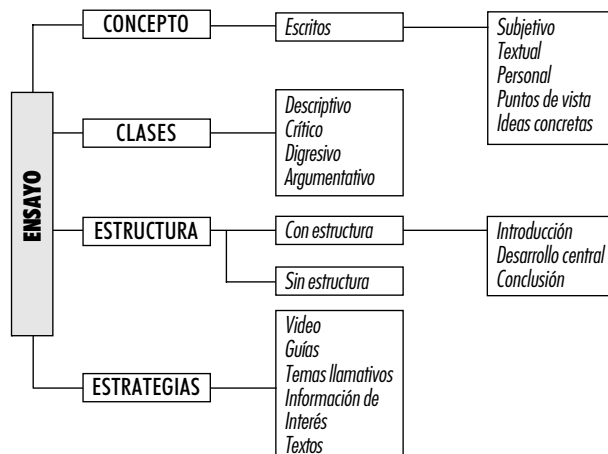 ENSAYO
CONCEPTO
Escritos
Subjetivo
Textual
Personal
Puntos de vista
Ideas concretas
CLASES
Descriptivo
Crítico
Digresivo
Argumentativo
ESTRUCTURA
Con estructura
Introducción
Desarrollo central
Conclusión
Sin estructura
ESTRATEGIAS
Video
Guías
Temas llamativos
Información de
Interés
Textos